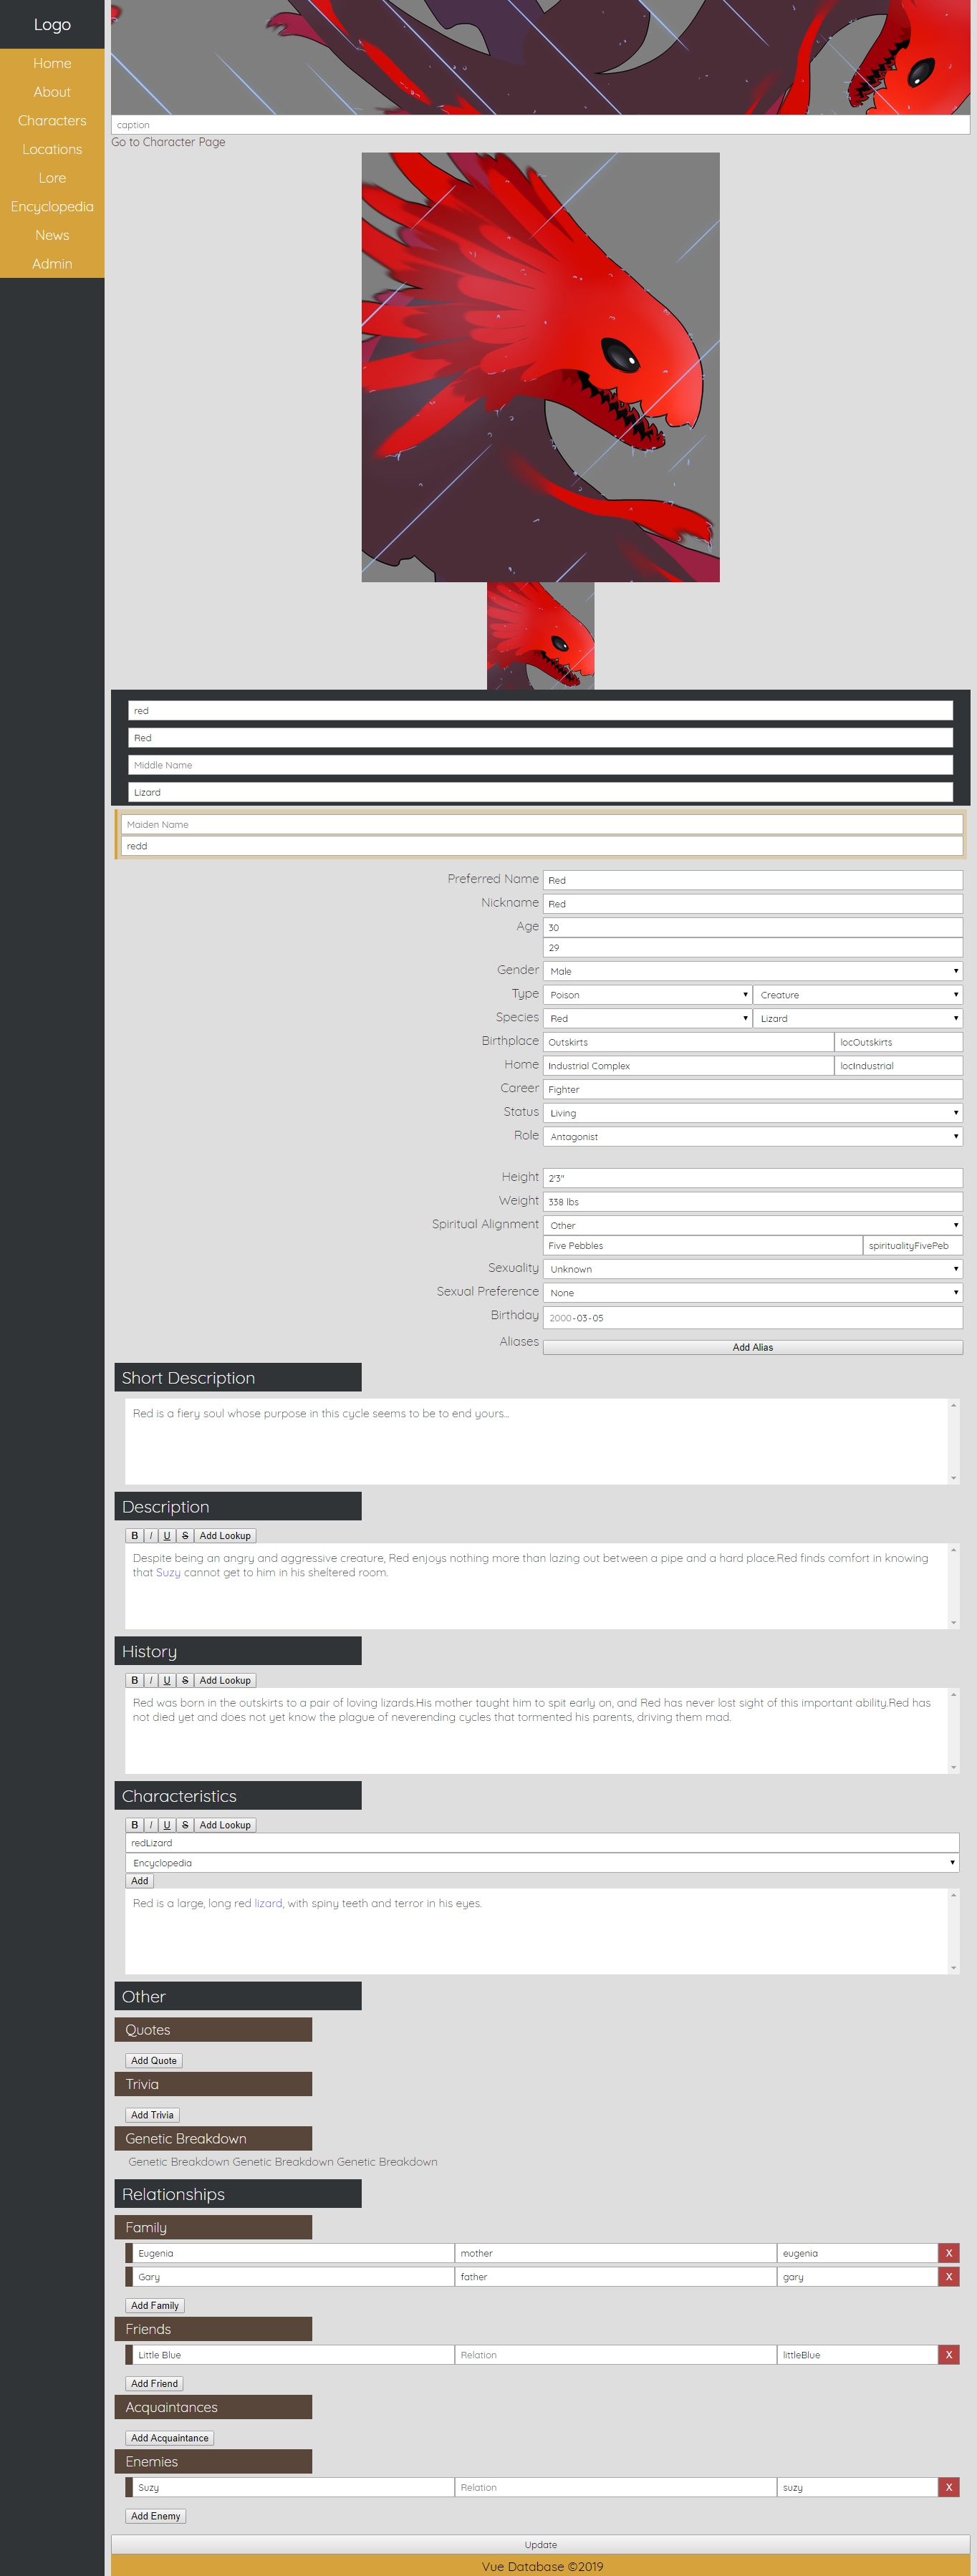 Logo
Home
About
Characters
Locations
Lore
Encyclopedia
News
Admin
caption
Go to Character Page
red
Red
Middle Name
Lizard
Maiden Name
redd
Preferred Name Red
Nickname Red
Age 30
29
Gender Male
Type Poison Creature
Species Red Lizard
Birthplace Outskirts locOutskirts
Home Industrial Complex locIndustrial
Career Fighter
Status Living
Role Antagonist
Height 2'3"
Weight 338 lbs
Spiritual Alignment Other
Five Pebbles spiritualityFivePeb
Sexuality Unknown
Sexual Preference None
Birthday 2000-03-05
Aliases Add Alias
Short Description
Red is a fiery soul whose purpose in this cycle seems to be to end yours...
Description
B I U S Add Lookup
Despite being an angry and aggressive creature, Red enjoys nothing more than lazing out between a pipe and a hard place.Red finds comfort in knowing
that Suzy cannot get to him in his sheltered room.
History
B I U S Add Lookup
Red was born in the outskirts to a pair of loving lizards.His mother taught him to spit early on, and Red has never lost sight of this important ability.Red has
not died yet and does not yet know the plague of neverending cycles that tormented his parents, driving them mad.
Characteristics
B I U S Add Lookup
redLizard
Encyclopedia
Add
Red is a large, long red lizard, with spiny teeth and terror in his eyes.
Other
Quotes
Add Quote
Trivia
Add Trivia
Genetic Breakdown
Genetic Breakdown Genetic Breakdown Genetic Breakdown
Relationships
Family
Eugenia mother eugenia X
Gary father gary X
Add Family
Friends
Little Blue Relation littleBlue X
Add Friend
Acquaintances
Add Acquaintance
Enemies
Suzy Relation suzy X
Add Enemy
Update
Vue Database ©2019